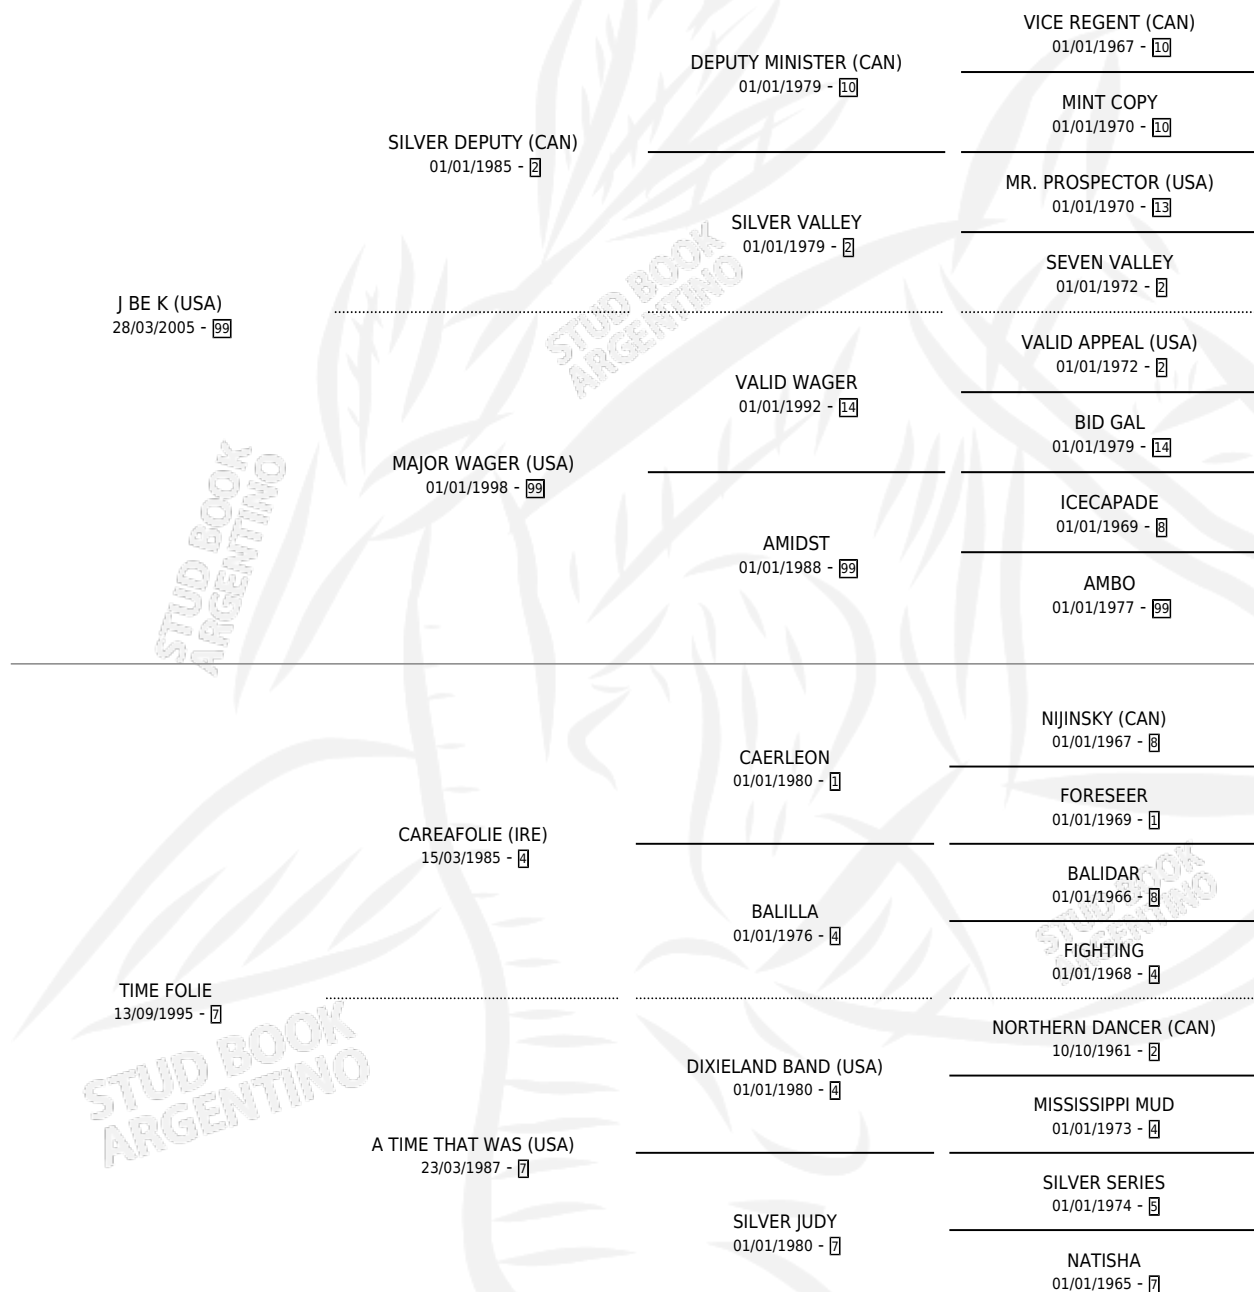 VICE REGENT (CAN)
01/01/1967 - 10
DEPUTY MINISTER (CAN)
01/01/1979 - 10
MINT COPY
01/01/1970 - 10
SILVER DEPUTY (CAN)
01/01/1985 - 2
MR. PROSPECTOR (USA)
01/01/1970 - 13
SILVER VALLEY
01/01/1979 - 2
SEVEN VALLEY
01/01/1972 - 2
J BE K (USA)
28/03/2005 - 99
VALID APPEAL (USA)
01/01/1972 - 2
VALID WAGER
01/01/1992 - 14
BID GAL
01/01/1979 - 14
MAJOR WAGER (USA)
01/01/1998 - 99
ICECAPADE
01/01/1969 - 8
AMIDST
01/01/1988 - 99
AMBO
01/01/1977 - 99
NIJINSKY (CAN)
01/01/1967 - 8
CAERLEON
01/01/1980 - 1
FORESEER
01/01/1969 - 1
CAREAFOLIE (IRE)
15/03/1985 - 4
BALIDAR
01/01/1966 - 8
BALILLA
01/01/1976 - 4
FIGHTING
01/01/1968 - 4
TIME FOLIE
13/09/1995 - 7
NORTHERN DANCER (CAN)
10/10/1961 - 2
DIXIELAND BAND (USA)
01/01/1980 - 4
MISSISSIPPI MUD
01/01/1973 - 4
A TIME THAT WAS (USA)
23/03/1987 - 7
SILVER SERIES
01/01/1974 - 5
SILVER JUDY
01/01/1980 - 7
NATISHA
01/01/1965 - 7
STUD BOOK
ARGENTINO
STUD BOOK
ARGENTINO
STUD BOOK
ARGENTINO
STUD BOOK
ARGENTINO